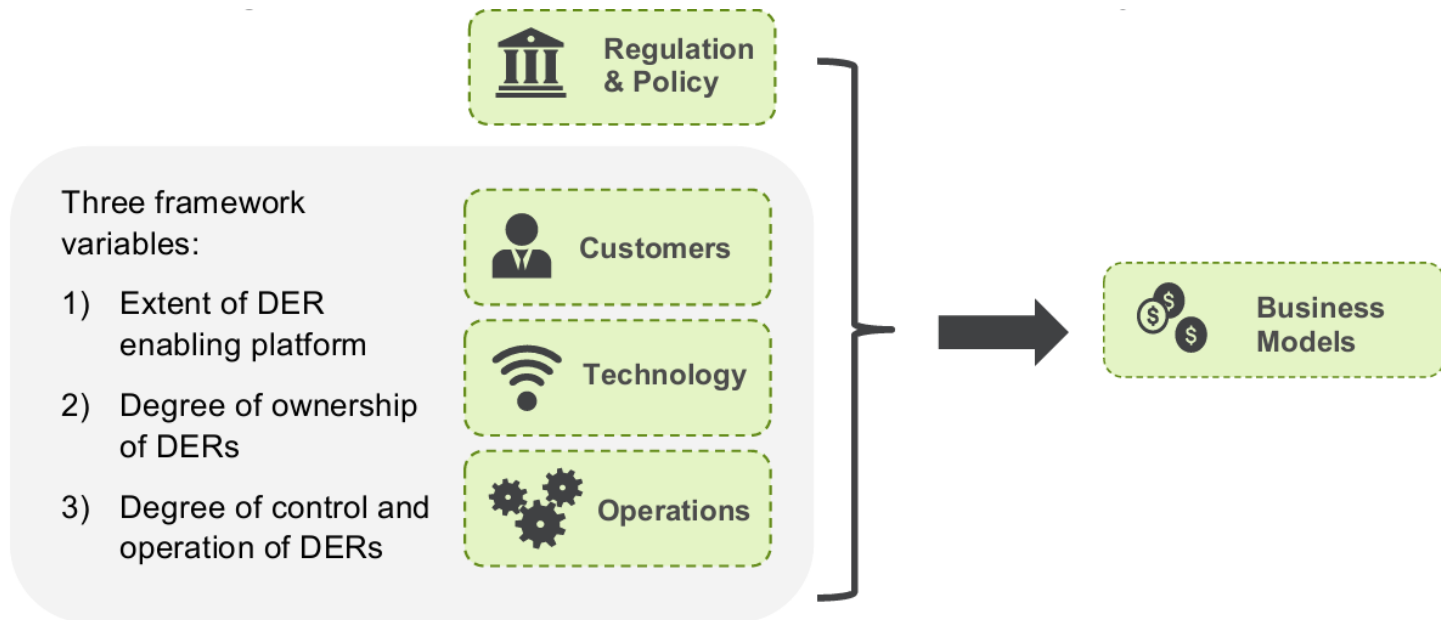 Regulation
& Policy
Three framework
variables:
1) Extent of DER
enabling platform
2) Degree of ownership
of DERs
3) Degree of control and
operation of DERs
Customers
Technology
Operations
Business
Models
$
$
$